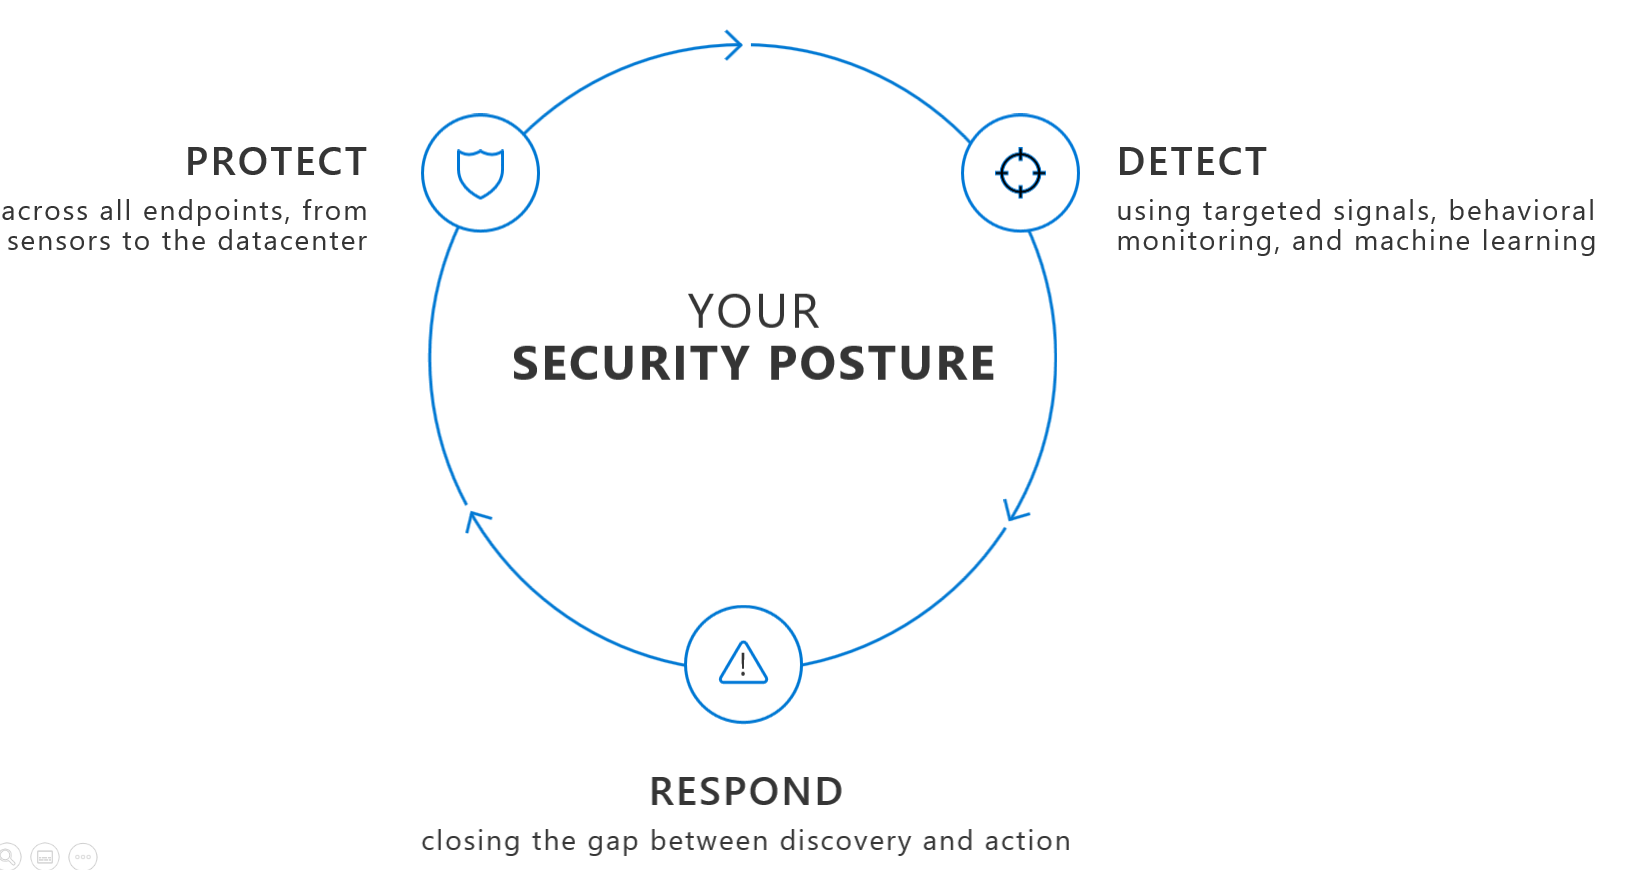 PROTECT
across all endpoints, from
sensors to the datacenter
DETECT
using targeted signals, behavioral
monitoring, and machine learning
YOUR
SECURITY POSTURE
RESPOND
closing the gap between discovery and action